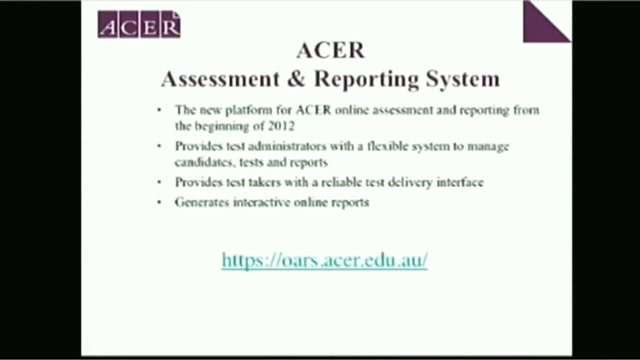 ACER
ACER
Assessment & Reporting System
• The new platform for ACER online assessment and reporting from
the beginning of 2012
• Provides test administrators with a flexible system to manage
candidates, tests and reports
• Provides test takers with a reliable test delivery interface
• Generates interactive online reports
https://oars.acer.edu.au/